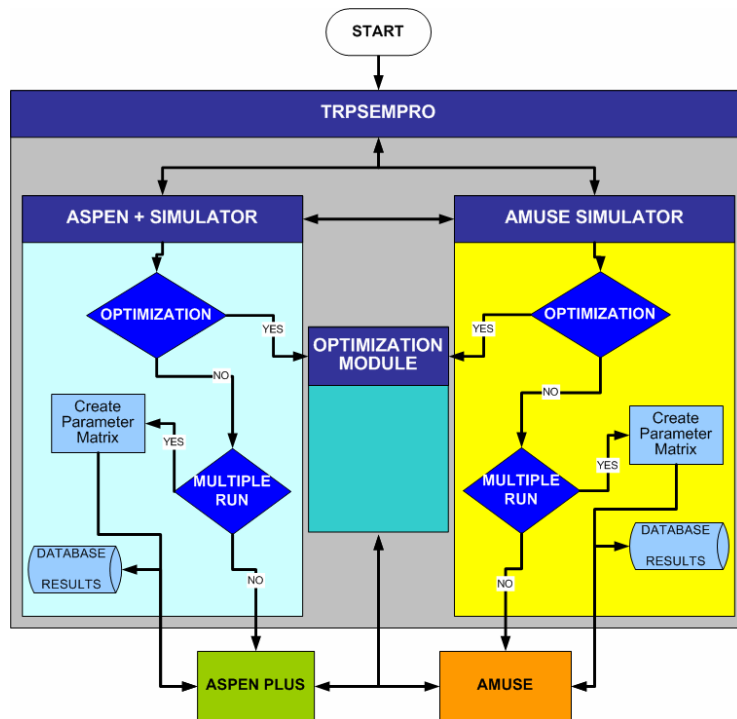 START
TRPSEMPRO
ASPEN + SIMULATOR
AMUSE SIMULATOR
OPTIMIZATION
YES
OPTIMIZATION
MODULE
YES
OPTIMIZATION
NO
NO
Create
Parameter
Matrix
YES
MULTIPLE
RUN
MULTIPLE
RUN
YES
Create
Parameter
Matrix
DATABASE
RESULTS
NO
NO
DATABASE
RESULTS
ASPEN PLUS
AMUSE